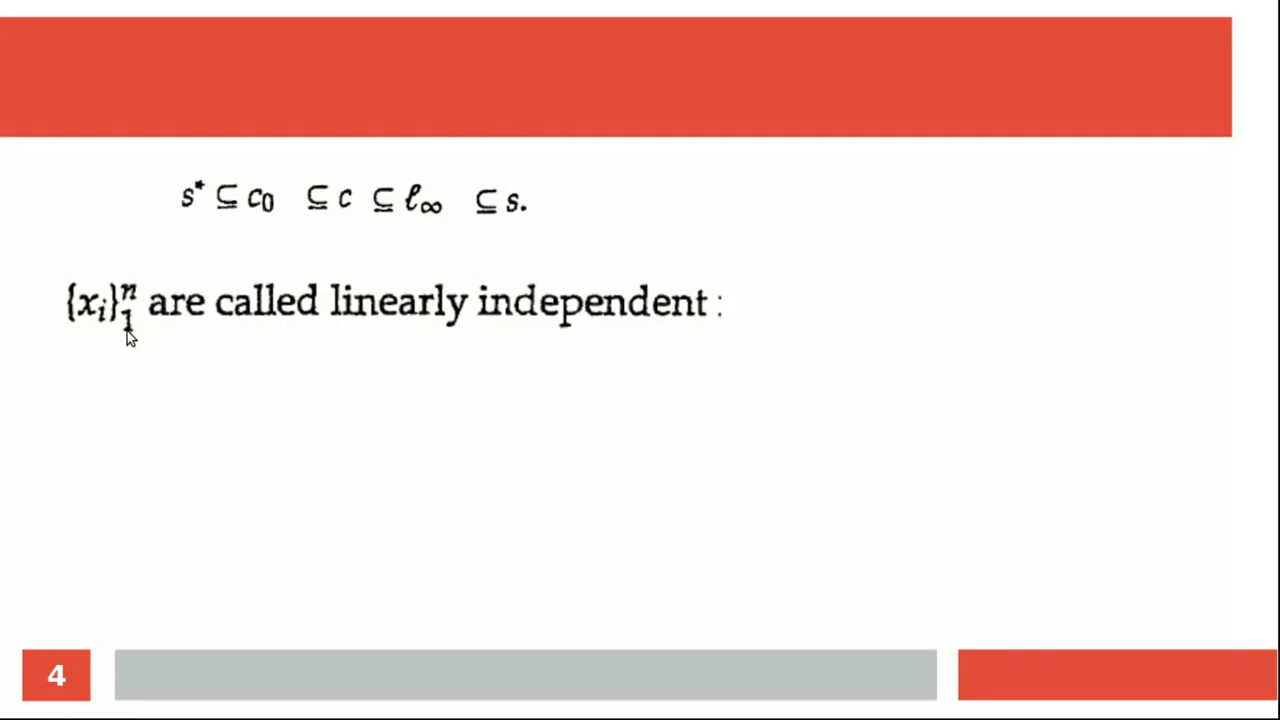 s* ⊆ c₀ ⊆ c ⊆ ℓ∞ ⊆ s.
{xᵢ}₁ⁿ are called linearly independent :
4